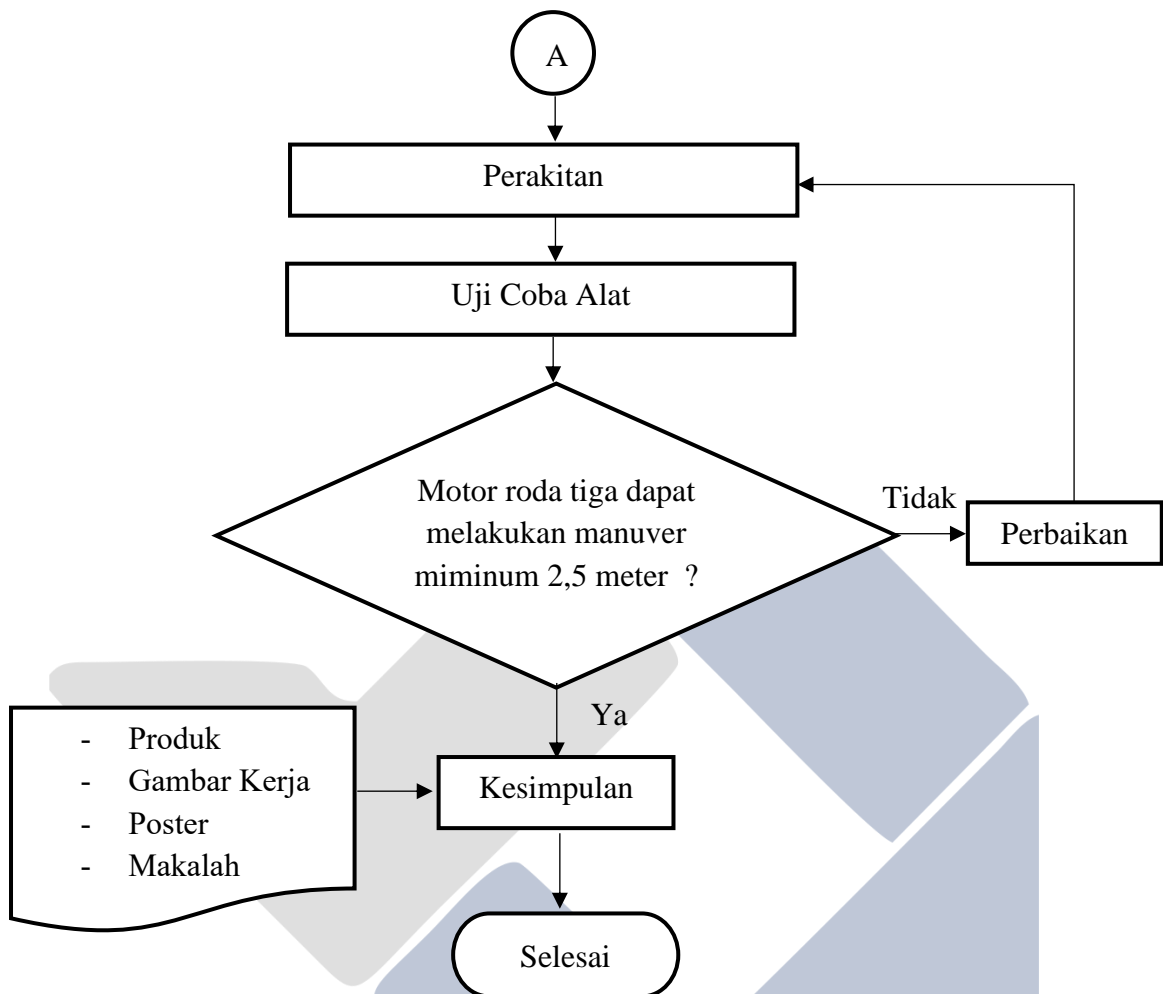 A
Perakitan
Uji Coba Alat
Motor roda tiga dapat
melakukan manuver
miminum 2,5 meter ?
Tidak
Perbaikan
Ya
- Produk
- Gambar Kerja
- Poster
- Makalah
Kesimpulan
Selesai